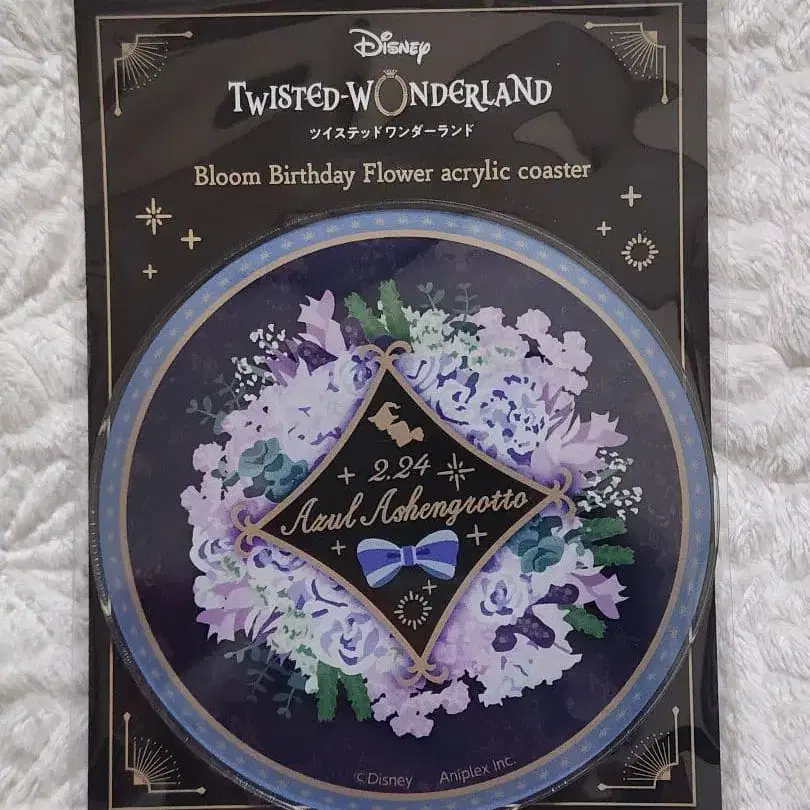 Disney
TWISTED-WONDERLAND
ツイステッドワンダーランド
Bloom Birthday Flower acrylic coaster
2.24
Azul Ashengrotto
©Disney Aniplex Inc.